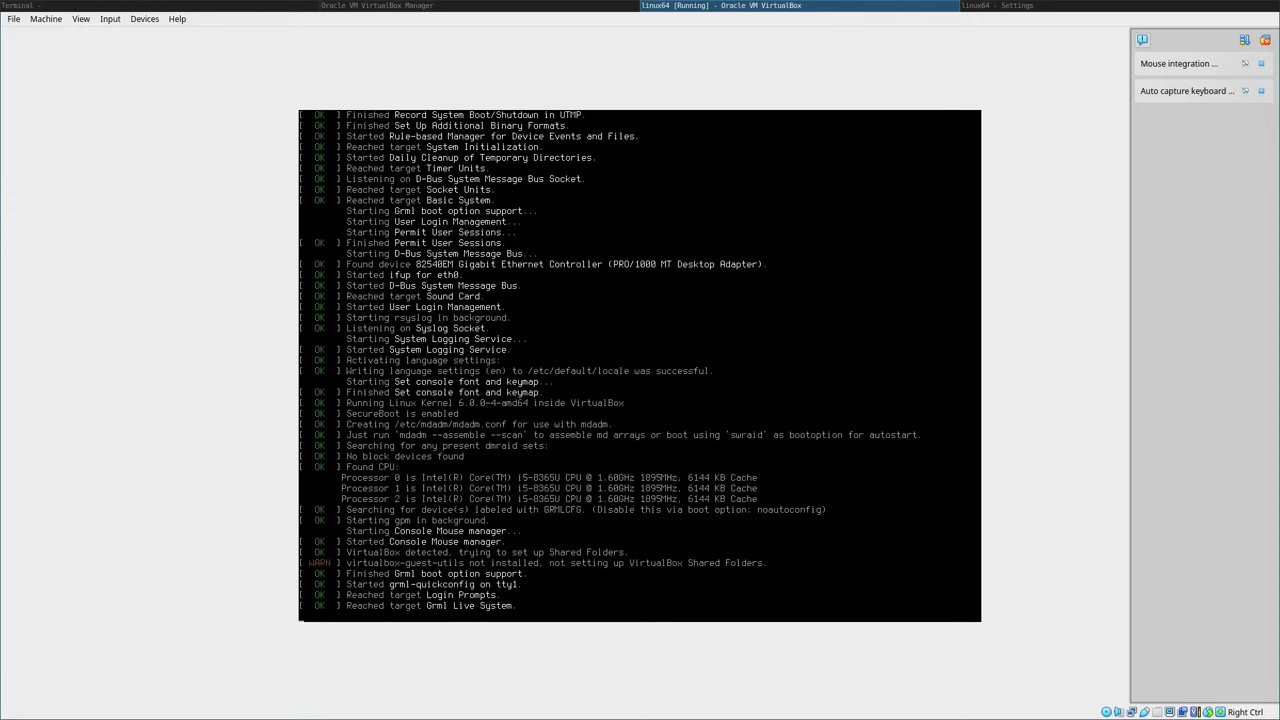 Terminal -
Oracle VM VirtualBox Manager
linux64 [Running] - Oracle VM VirtualBox
linux64 - Settings
File Machine View Input Devices Help
Mouse integration ...
Auto capture keyboard ...
[ OK ] Finished Record System Boot/Shutdown in UTMP.
[ OK ] Finished Set Up Additional Binary Formats.
[ OK ] Started Rule-based Manager for Device Events and Files.
[ OK ] Reached target System Initialization.
[ OK ] Started Daily Cleanup of Temporary Directories.
[ OK ] Reached target Timer Units.
[ OK ] Listening on D-Bus System Message Bus Socket.
[ OK ] Reached target Socket Units.
[ OK ] Reached target Basic System.
Starting Grml boot option support...
Starting User Login Management...
Starting Permit User Sessions...
[ OK ] Finished Permit User Sessions.
Starting D-Bus System Message Bus...
[ OK ] Found device 82540EM Gigabit Ethernet Controller (PRO/1000 MT Desktop Adapter).
[ OK ] Started ifup for eth0.
[ OK ] Started D-Bus System Message Bus.
[ OK ] Reached target Sound Card.
[ OK ] Started User Login Management.
[ OK ] Starting rsyslog in background.
[ OK ] Listening on Syslog Socket.
Starting System Logging Service...
[ OK ] Started System Logging Service.
[ OK ] Activating language settings:
[ OK ] Writing language settings (en) to /etc/default/locale was successful.
Starting Set console font and keymap...
[ OK ] Finished Set console font and keymap.
[ OK ] Running Linux Kernel 6.0.0-4-amd64 inside VirtualBox
[ OK ] SecureBoot is enabled
[ OK ] Creating /etc/mdadm/mdadm.conf for use with mdadm.
[ OK ] Just run `mdadm --assemble --scan` to assemble md arrays or boot using `swraid` as bootoption for autostart.
[ OK ] Searching for any present dmraid sets:
[ OK ] No block devices found
[ OK ] Found CPU:
Processor 0 is Intel(R) Core(TM) i5-8365U CPU @ 1.60GHz 1895MHz, 6144 KB Cache
Processor 1 is Intel(R) Core(TM) i5-8365U CPU @ 1.60GHz 1895MHz, 6144 KB Cache
Processor 2 is Intel(R) Core(TM) i5-8365U CPU @ 1.60GHz 1895MHz, 6144 KB Cache
[ OK ] Searching for device(s) labeled with GRMLCFG. (Disable this via boot option: noautoconfig)
[ OK ] Starting gpm in background.
Starting Console Mouse manager...
[ OK ] Started Console Mouse manager.
[ OK ] VirtualBox detected, trying to set up Shared Folders.
[ WARN ] virtualbox-guest-utils not installed, not setting up VirtualBox Shared Folders.
[ OK ] Finished Grml boot option support.
[ OK ] Started grml-quickconfig on tty1.
[ OK ] Reached target Login Prompts.
[ OK ] Reached target Grml Live System.
Right Ctrl